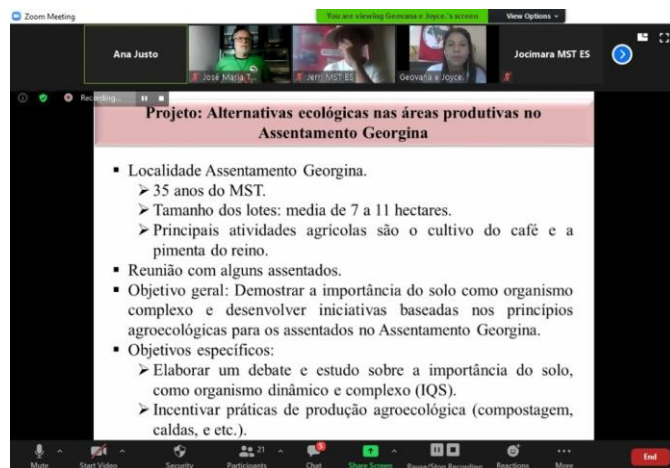 Zoom Meeting
You are viewing Geovana e Joyce.'s screen
View Options
Ana Justo
José Maria T...
Jerri MST ES
Geovana e Joyce.
Jocimara MST ES
Recording...
Projeto: Alternativas ecológicas nas áreas produtivas no
Assentamento Georgina
▪ Localidade Assentamento Georgina.
➢ 35 anos do MST.
➢ Tamanho dos lotes: media de 7 a 11 hectares.
➢ Principais atividades agrícolas são o cultivo do café e a
pimenta do reino.
▪ Reunião com alguns assentados.
▪ Objetivo geral: Demostrar a importância do solo como organismo
complexo e desenvolver iniciativas baseadas nos princípios
agroecológicas para os assentados no Assentamento Georgina.
▪ Objetivos específicos:
➢ Elaborar um debate e estudo sobre a importância do solo,
como organismo dinâmico e complexo (IQS).
➢ Incentivar práticas de produção agroecológica (compostagem,
caldas, e etc.).
Mute
Start Video
Security
Participants
21
Chat
5
Share Screen
Pause/Stop Recording
Reactions
More
End